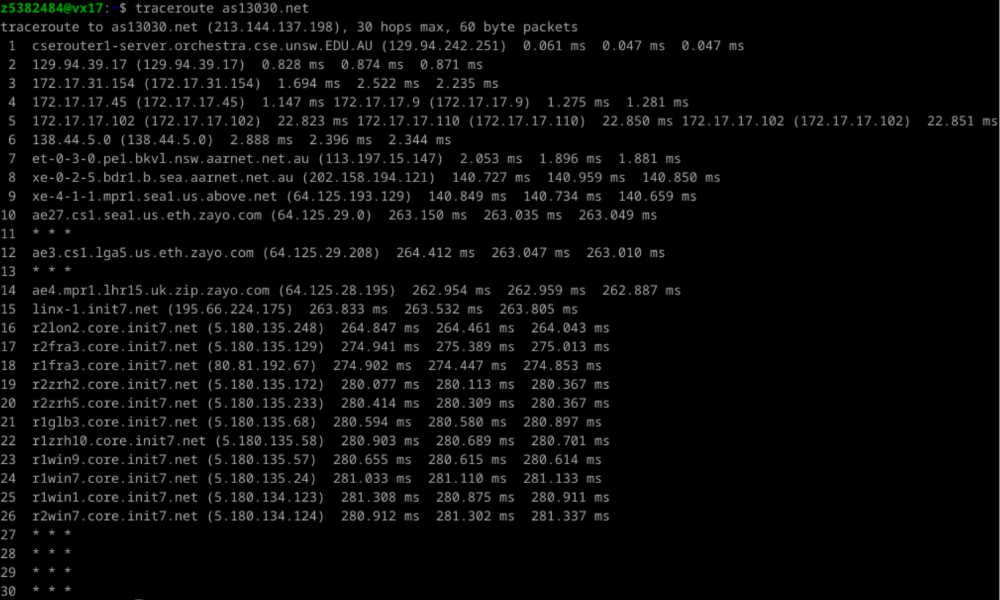 z5382484@vx17:~$ traceroute as13030.net
traceroute to as13030.net (213.144.137.198), 30 hops max, 60 byte packets
 1  cserouter1-server.orchestra.cse.unsw.EDU.AU (129.94.242.251)  0.061 ms  0.047 ms  0.047 ms
 2  129.94.39.17 (129.94.39.17)  0.828 ms  0.874 ms  0.871 ms
 3  172.17.31.154 (172.17.31.154)  1.694 ms  2.522 ms  2.235 ms
 4  172.17.17.45 (172.17.17.45)  1.147 ms 172.17.17.9 (172.17.17.9)  1.275 ms  1.281 ms
 5  172.17.17.102 (172.17.17.102)  22.823 ms 172.17.17.110 (172.17.17.110)  22.850 ms 172.17.17.102 (172.17.17.102)  22.851 ms
 6  138.44.5.0 (138.44.5.0)  2.888 ms  2.396 ms  2.344 ms
 7  et-0-3-0.pe1.bkvl.nsw.aarnet.net.au (113.197.15.147)  2.053 ms  1.896 ms  1.881 ms
 8  xe-0-2-5.bdr1.b.sea.aarnet.net.au (202.158.194.121)  140.727 ms  140.959 ms  140.850 ms
 9  xe-4-1-1.mpr1.sea1.us.above.net (64.125.193.129)  140.849 ms  140.734 ms  140.659 ms
10  ae27.cs1.sea1.us.eth.zayo.com (64.125.29.0)  263.150 ms  263.035 ms  263.049 ms
11  * * *
12  ae3.cs1.lga5.us.eth.zayo.com (64.125.29.208)  264.412 ms  263.047 ms  263.010 ms
13  * * *
14  ae4.mpr1.lhr15.uk.zip.zayo.com (64.125.28.195)  262.954 ms  262.959 ms  262.887 ms
15  linx-1.init7.net (195.66.224.175)  263.833 ms  263.532 ms  263.805 ms
16  r2lon2.core.init7.net (5.180.135.248)  264.847 ms  264.461 ms  264.043 ms
17  r2fra3.core.init7.net (5.180.135.129)  274.941 ms  275.389 ms  275.013 ms
18  r1fra3.core.init7.net (80.81.192.67)  274.902 ms  274.447 ms  274.853 ms
19  r2zrh2.core.init7.net (5.180.135.172)  280.077 ms  280.113 ms  280.367 ms
20  r2zrh5.core.init7.net (5.180.135.233)  280.414 ms  280.309 ms  280.367 ms
21  r1glb3.core.init7.net (5.180.135.68)  280.594 ms  280.580 ms  280.897 ms
22  r1zrh10.core.init7.net (5.180.135.58)  280.903 ms  280.689 ms  280.701 ms
23  r1win9.core.init7.net (5.180.135.57)  280.655 ms  280.615 ms  280.614 ms
24  r1win7.core.init7.net (5.180.135.24)  281.033 ms  281.110 ms  281.133 ms
25  r1win1.core.init7.net (5.180.134.123)  281.308 ms  280.875 ms  280.911 ms
26  r2win7.core.init7.net (5.180.134.124)  280.912 ms  281.302 ms  281.337 ms
27  * * *
28  * * *
29  * * *
30  * * *